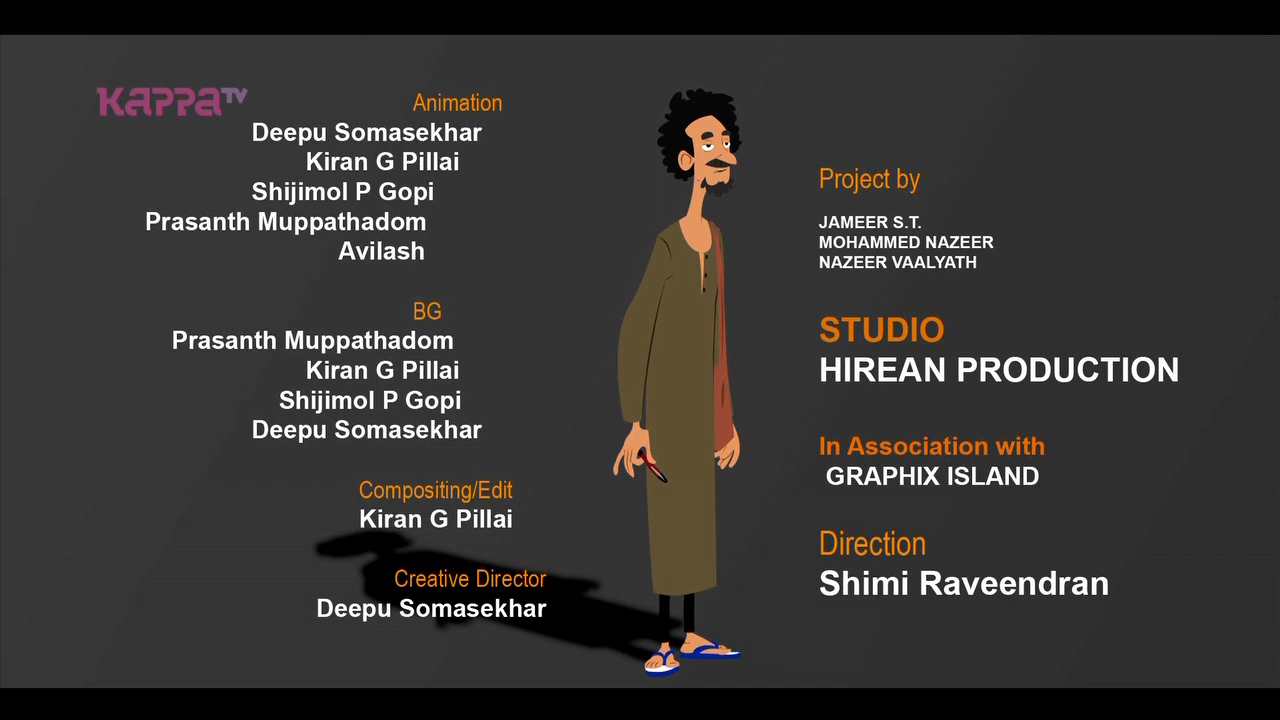 KAPPA TV
Animation
Deepu Somasekhar
Kiran G Pillai
Shijimol P Gopi
Prasanth Muppathadom
Avilash
BG
Prasanth Muppathadom
Kiran G Pillai
Shijimol P Gopi
Deepu Somasekhar
Compositing/Edit
Kiran G Pillai
Creative Director
Deepu Somasekhar
Project by
JAMEER S.T.
MOHAMMED NAZEER
NAZEER VAALYATH
STUDIO
HIREAN PRODUCTION
In Association with
GRAPHIX ISLAND
Direction
Shimi Raveendran